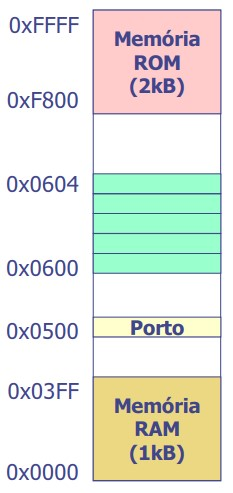 0xFFFF
Memória
ROM
(2kB)
0xF800
0x0604
0x0600
0x0500
Porto
0x03FF
Memória
RAM
(1kB)
0x0000